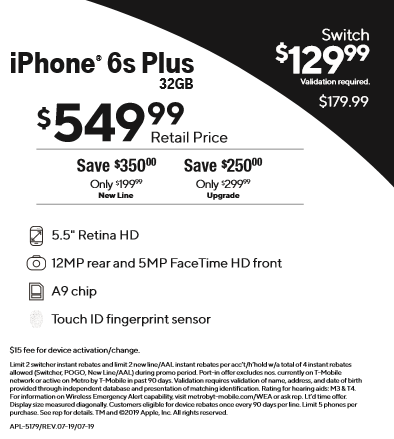 Switch
$129.99
Validation required.
$179.99
iPhone® 6s Plus
32GB
$549.99
Retail Price
Save $350.00 Save $250.00
Only $199.99 Only $299.99
New Line Upgrade
5.5" Retina HD
12MP rear and 5MP FaceTime HD front
A9 chip
Touch ID fingerprint sensor
$15 fee for device activation/change.
Limit 2 switcher instant rebates and limit 2 new line/AAL instant rebates per acc't/h'hold w/a total of 4 instant rebates
allowed (Switcher, POGO, New Line/AAL) during promo period. Port-in offer excludes nos. currently on T-Mobile
network or active on Metro by T-Mobile in past 90 days. Validation requires validation of name, address, and date of birth
provided through independent database and presentation of matching identification. Rating for hearing aids: M3 & T4.
For information on Wireless Emergency Alert capability, visit metrobyt-mobile.com/WEA or ask rep. Lt'd time offer.
Display size measured diagonally. Customers eligible for device rebates once every 90 days per line. Limit 5 phones per
purchase. See rep for details. TM and ©2019 Apple, Inc. All rights reserved.
APL-5179/REV.07-19/07-19